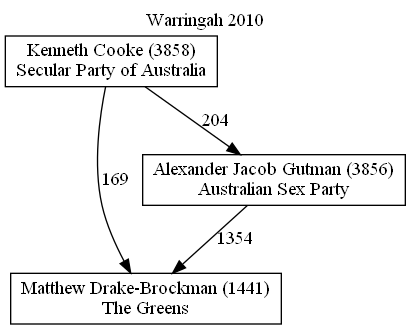 Warringah 2010
Kenneth Cooke (3858)
Secular Party of Australia
204
Alexander Jacob Gutman (3856)
Australian Sex Party
169
1354
Matthew Drake-Brockman (1441)
The Greens